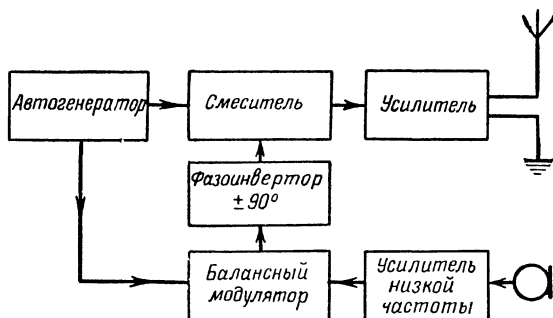 Автогенератор
Смеситель
Усилитель
Фазоинвертор
± 90°
Балансный
модулятор
Усилитель
низкой
частоты